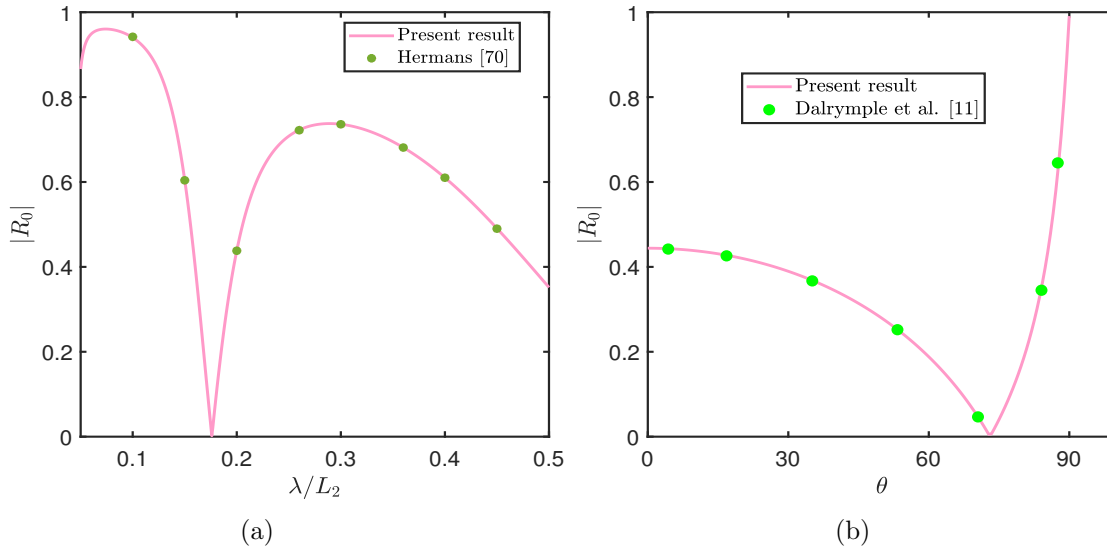 1
0.8
0.6
0.4
0.2
0
|R₀|
0.1 0.2 0.3 0.4 0.5
λ/L₂
Present result
Hermans [70]
(a)
1
0.8
0.6
0.4
0.2
0
|R₀|
0 30 60 90
θ
Present result
Dalrymple et al. [11]
(b)